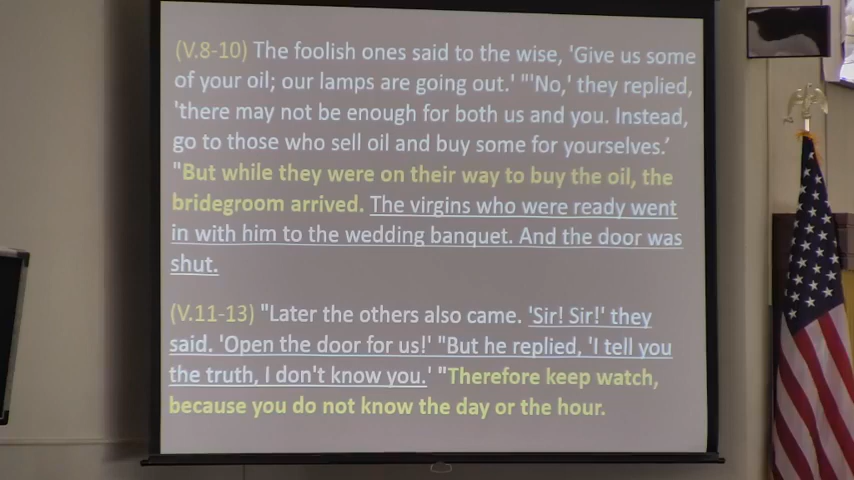 (V.8-10) The foolish ones said to the wise, 'Give us some
of your oil; our lamps are going out.' "'No,' they replied,
'there may not be enough for both us and you. Instead,
go to those who sell oil and buy some for yourselves.'
"But while they were on their way to buy the oil, the
bridegroom arrived. The virgins who were ready went
in with him to the wedding banquet. And the door was
shut.
(V.11-13) "Later the others also came. 'Sir! Sir!' they
said. 'Open the door for us!' "But he replied, 'I tell you
the truth, I don't know you.' "Therefore keep watch,
because you do not know the day or the hour.